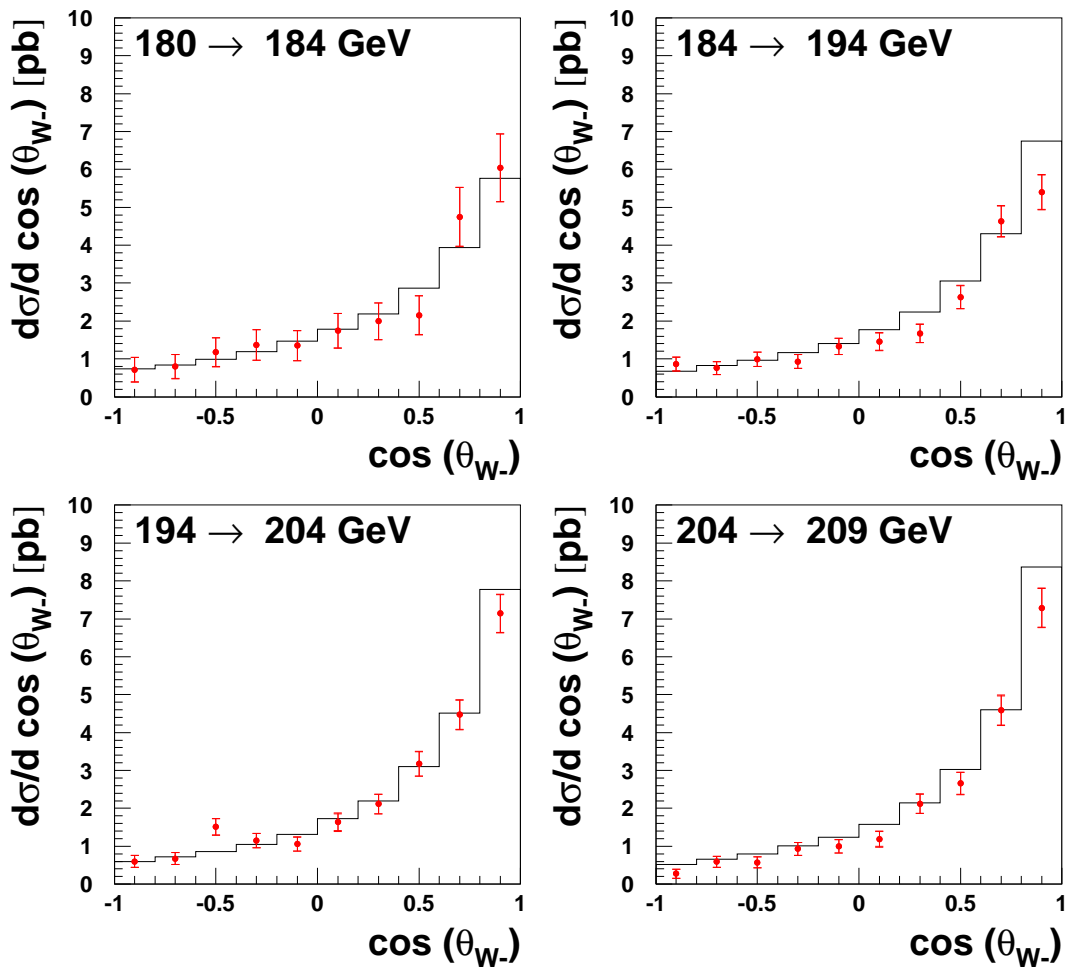 180 → 184 GeV
dσ/d cos (θW-) [pb]
10
9
8
7
6
5
4
3
2
1
0
-1 -0.5 0 0.5 1
cos (θW-)
184 → 194 GeV
dσ/d cos (θW-) [pb]
10
9
8
7
6
5
4
3
2
1
0
-1 -0.5 0 0.5 1
cos (θW-)
194 → 204 GeV
dσ/d cos (θW-) [pb]
10
9
8
7
6
5
4
3
2
1
0
-1 -0.5 0 0.5 1
cos (θW-)
204 → 209 GeV
dσ/d cos (θW-) [pb]
10
9
8
7
6
5
4
3
2
1
0
-1 -0.5 0 0.5 1
cos (θW-)